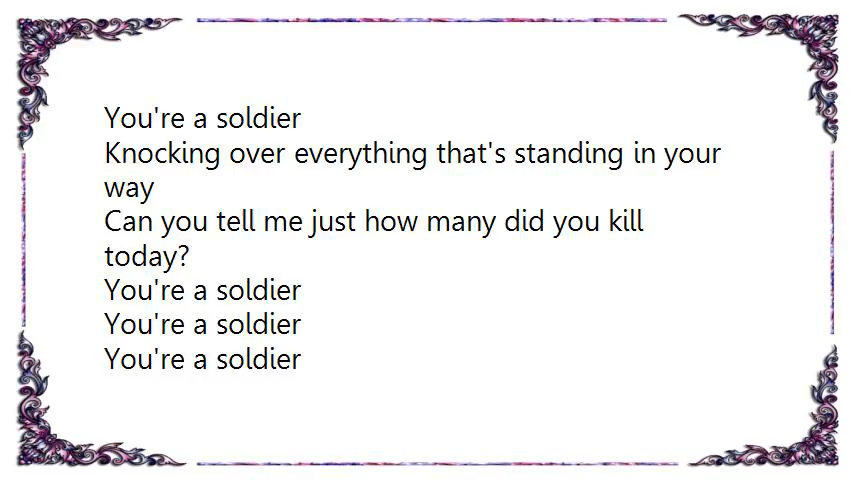 You're a soldier
Knocking over everything that's standing in your
way
Can you tell me just how many did you kill
today?
You're a soldier
You're a soldier
You're a soldier